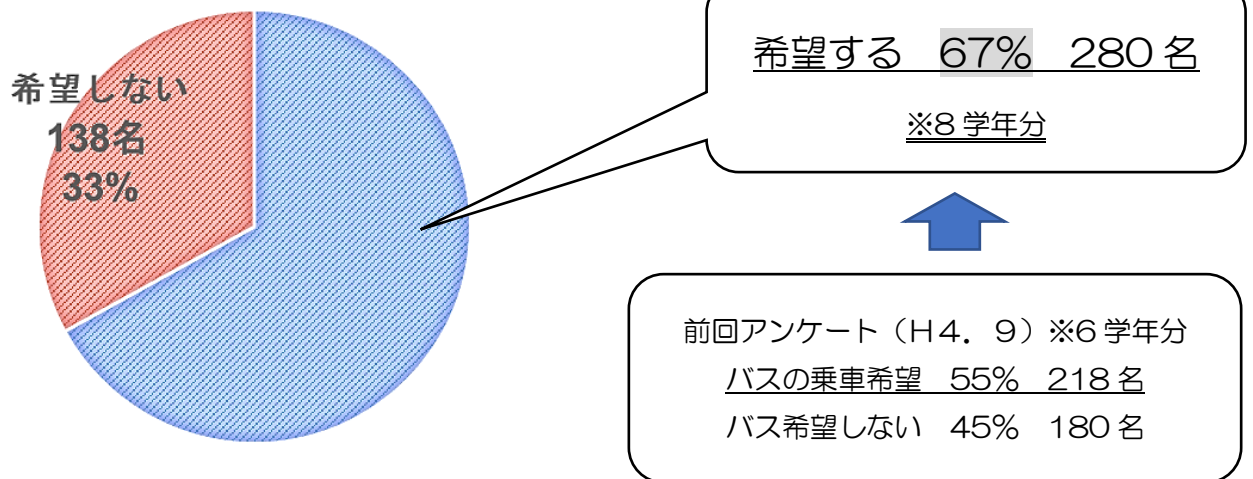 希望しない
138名
33%
希望する　67%　280名
※8学年分
前回アンケート（H4．9）※6学年分
バスの乗車希望　55%　218名
バス希望しない　45%　180名